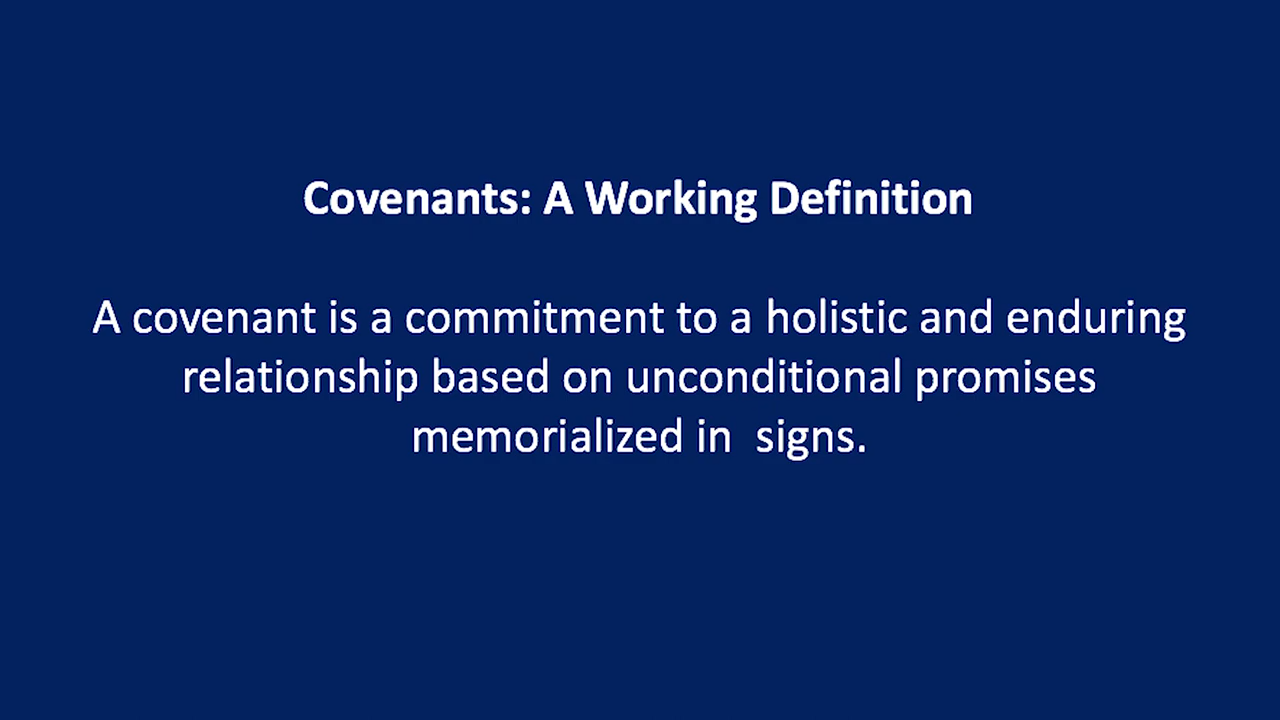 Covenants: A Working Definition
A covenant is a commitment to a holistic and enduring
relationship based on unconditional promises
memorialized in  signs.